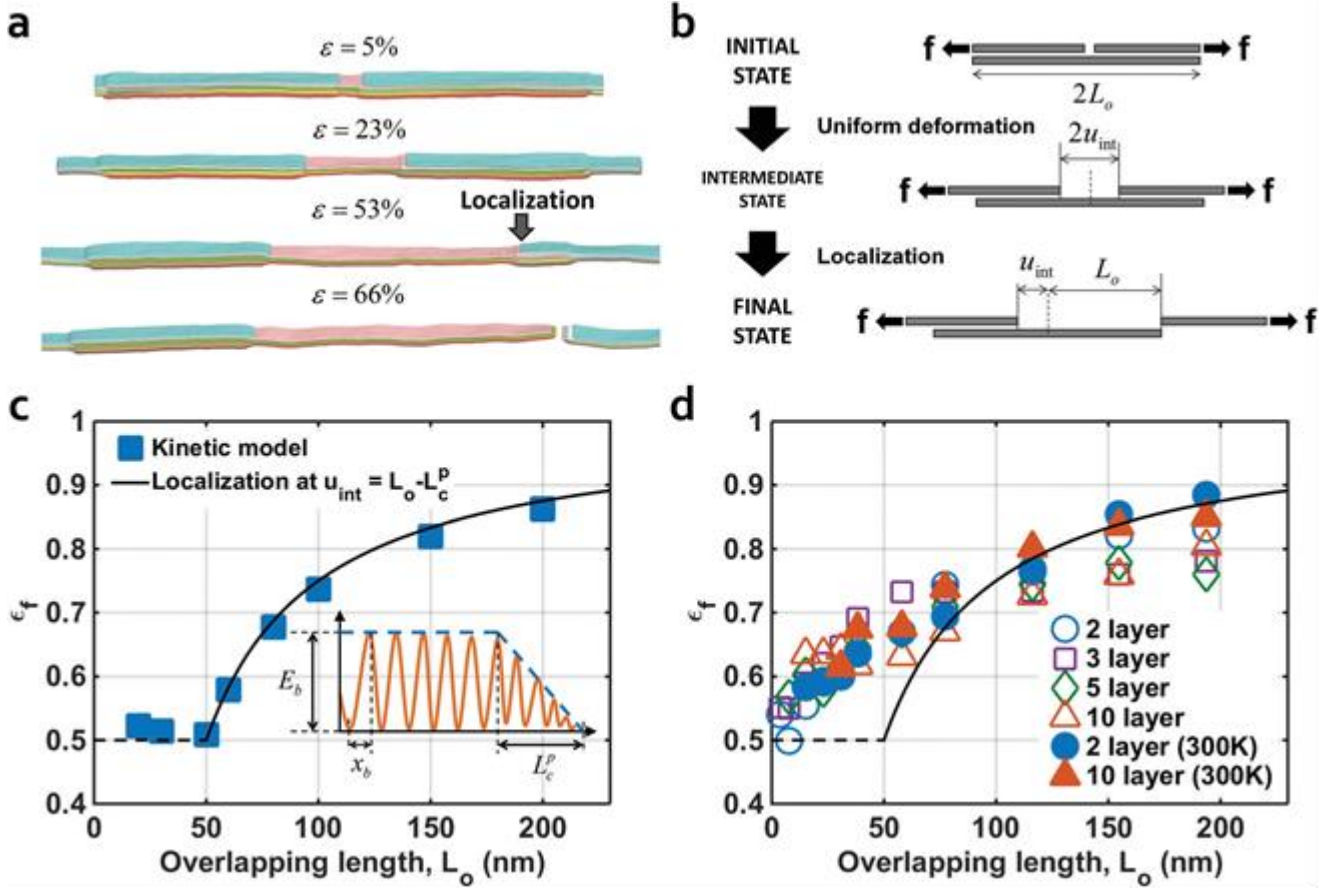 a
ε = 5%
ε = 23%
Localization
ε = 53%
ε = 66%
b
INITIAL
STATE
f
f
2Lₒ
Uniform deformation
2u_int
INTERMEDIATE
STATE
f
f
Localization
u_int
Lₒ
FINAL
STATE
f
f
c
Kinetic model
Localization at u_int = L_o-L_c^p
E_b
x_b
L_c^p
1
0.9
0.8
0.7
0.6
0.5
0.4
ϵ_f
0 50 100 150 200
Overlapping length, L_o (nm)
d
2 layer
3 layer
5 layer
10 layer
2 layer (300K)
10 layer (300K)
1
0.9
0.8
0.7
0.6
0.5
0.4
ϵ_f
0 50 100 150 200
Overlapping length, L_o (nm)